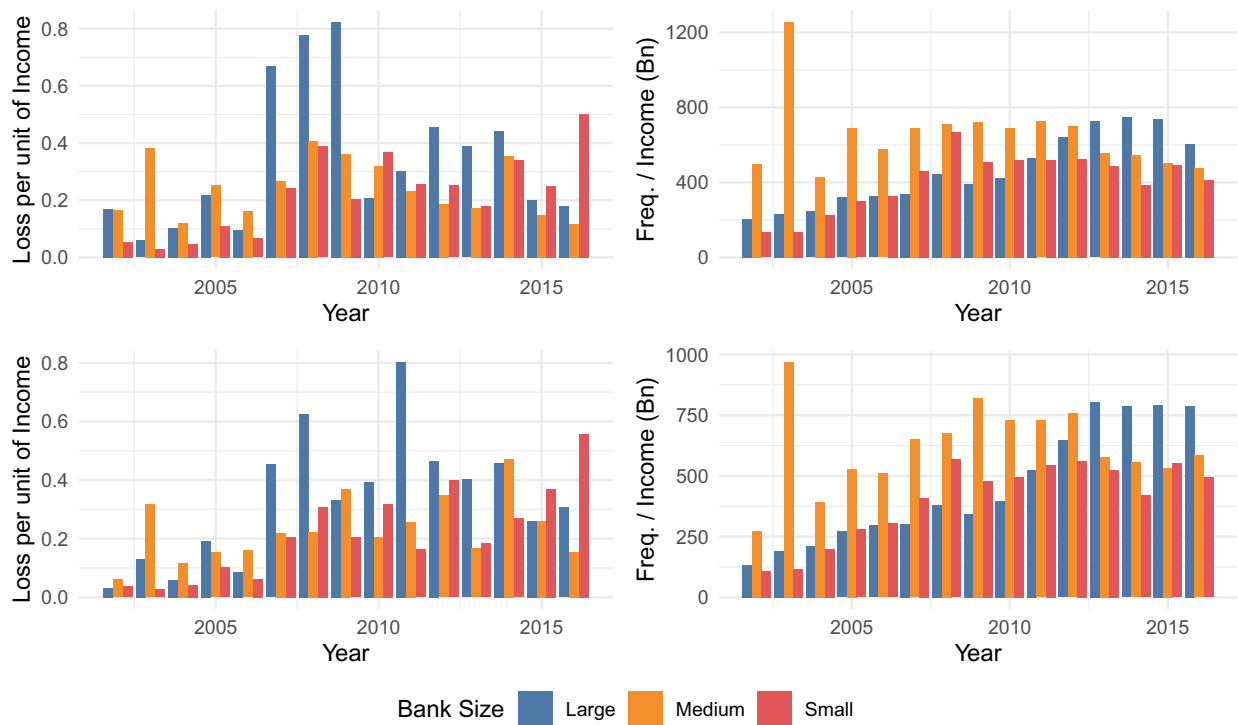 Loss per unit of Income
0.8
0.6
0.4
0.2
0.0
2005 2010 2015
Year
Freq. / Income (Bn)
1200
800
400
0
2005 2010 2015
Year
Loss per unit of Income
0.8
0.6
0.4
0.2
0.0
2005 2010 2015
Year
Freq. / Income (Bn)
1000
750
500
250
0
2005 2010 2015
Year
Bank Size Large Medium Small